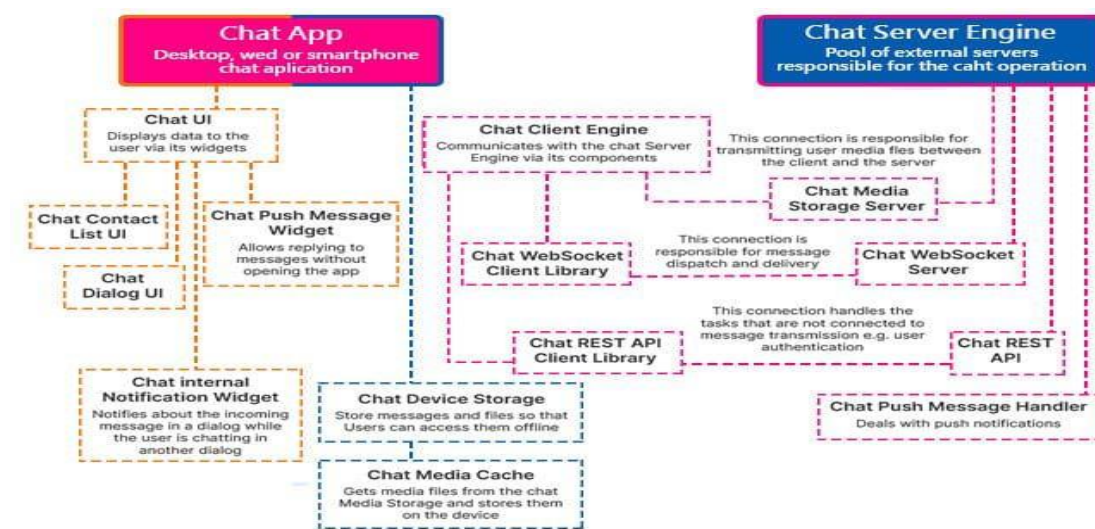 Chat App
Desktop, wed or smartphone
chat aplication
Chat Server Engine
Pool of external servers
responsible for the caht operation
Chat UI
Displays data to the
user via its widgets
Chat Contact
List UI
Chat
Dialog UI
Chat Push Message
Widget
Allows replying to
messages without
opening the app
Chat internal
Notification Widget
Notifies about the incoming
message in a dialog while
the user is chatting in
another dialog
Chat Device Storage
Store messages and files so that
Users can access them offline
Chat Media Cache
Gets media files from the chat
Media Storage and stores them
on the device
Chat Client Engine
Communicates with the chat Server
Engine via its components
This connection is responsible for
transmitting user media flies between
the client and the server
Chat Media
Storage Server
Chat WebSocket
Client Library
This connection is
responsible for message
dispatch and delivery
Chat WebSocket
Server
Chat REST API
Client Library
This connection handles the
tasks that are not connected to
message transmission e.g. user
authentication
Chat REST
API
Chat Push Message Handler
Deals with push notifications